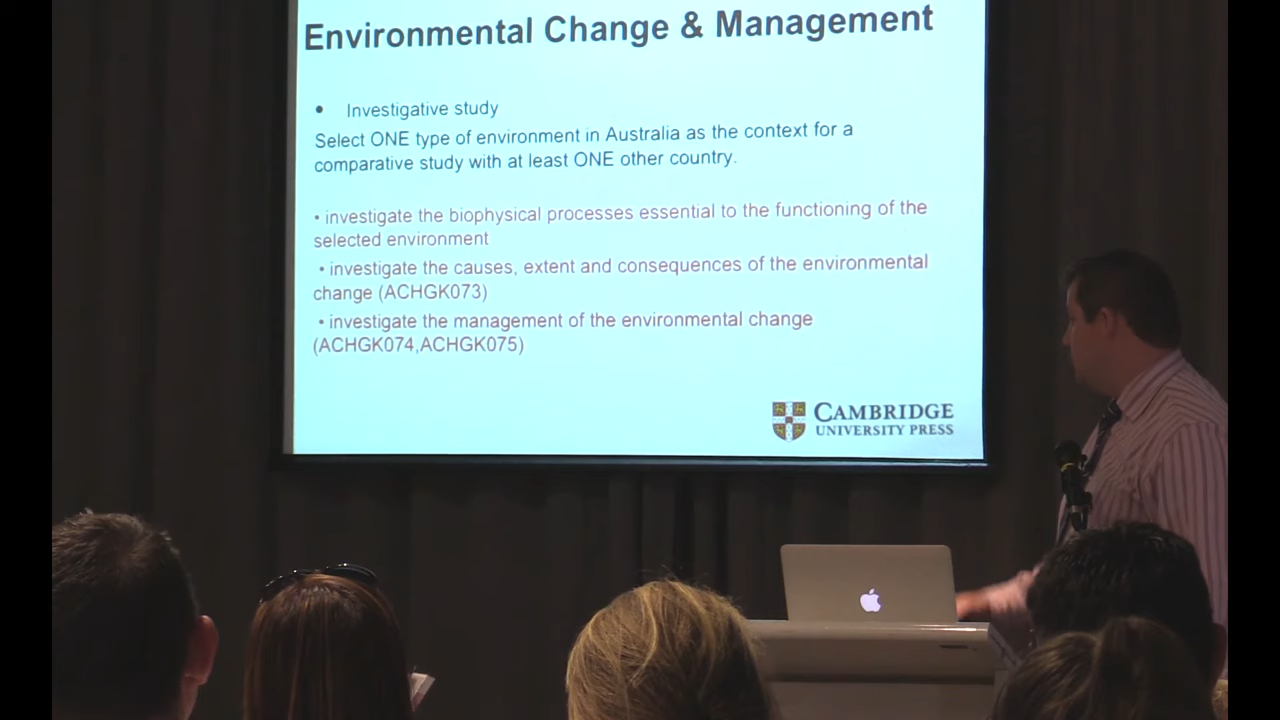 Environmental Change & Management
• Investigative study
Select ONE type of environment in Australia as the context for a
comparative study with at least ONE other country.
• investigate the biophysical processes essential to the functioning of the
selected environment
• investigate the causes, extent and consequences of the environmental
change (ACHGK073)
• investigate the management of the environmental change
(ACHGK074,ACHGK075)
CAMBRIDGE
UNIVERSITY PRESS